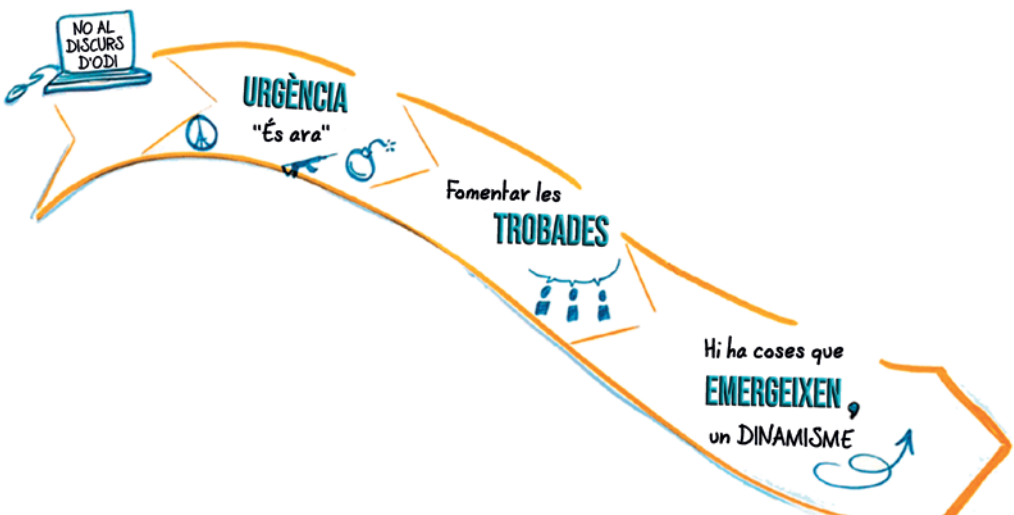 NO AL
DISCURS
D'ODI
URGÈNCIA
"És ara"
Fomentar les
TROBADES
Hi ha coses que
EMERGEIXEN,
un DINAMISME